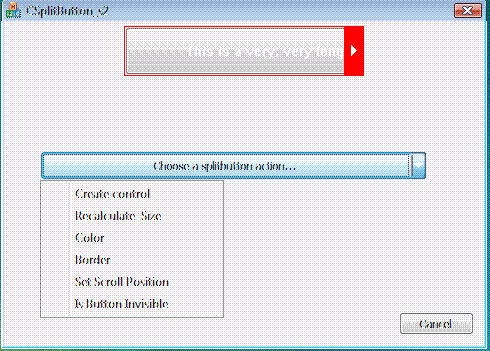 CSplitButton_s2
This is a very, very long
Choose a splitbutton action...
Create control
Recalculate Size
Color
Border
Set Scroll Position
Is Button Invisible
Cancel